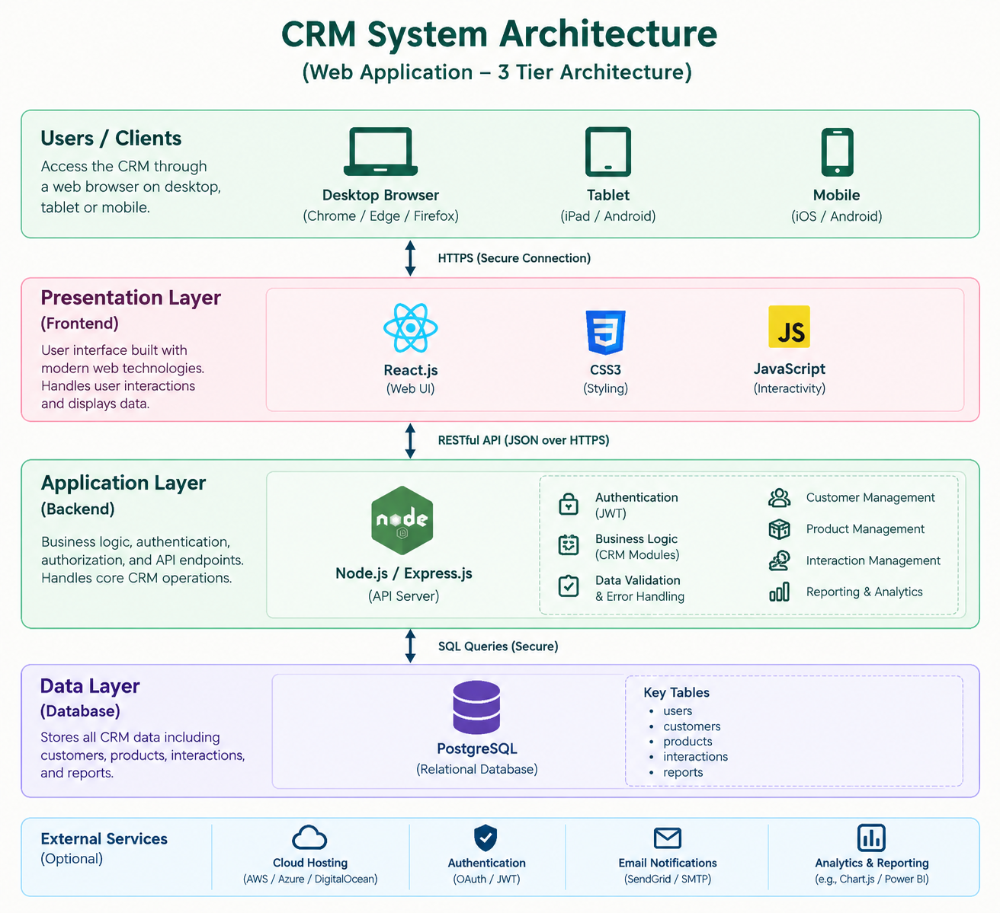 CRM System Architecture
(Web Application – 3 Tier Architecture)
Users / Clients
Access the CRM through
a web browser on desktop,
tablet or mobile.
Desktop Browser
(Chrome / Edge / Firefox)
Tablet
(iPad / Android)
Mobile
(iOS / Android)
HTTPS (Secure Connection)
Presentation Layer
(Frontend)
User interface built with
modern web technologies.
Handles user interactions
and displays data.
React.js
(Web UI)
3
CSS3
(Styling)
JS
JavaScript
(Interactivity)
RESTful API (JSON over HTTPS)
Application Layer
(Backend)
Business logic, authentication,
authorization, and API endpoints.
Handles core CRM operations.
node
Node.js / Express.js
(API Server)
Authentication
(JWT)
Business Logic
(CRM Modules)
Data Validation
& Error Handling
Customer Management
Product Management
Interaction Management
Reporting & Analytics
SQL Queries (Secure)
Data Layer
(Database)
Stores all CRM data including
customers, products, interactions,
and reports.
PostgreSQL
(Relational Database)
Key Tables
• users
• customers
• products
• interactions
• reports
External Services
(Optional)
Cloud Hosting
(AWS / Azure / DigitalOcean)
Authentication
(OAuth / JWT)
Email Notifications
(SendGrid / SMTP)
Analytics & Reporting
(e.g., Chart.js / Power BI)